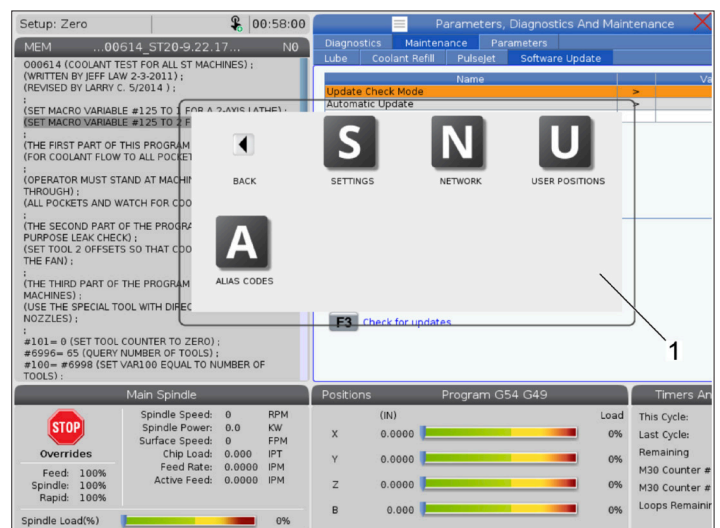 Setup: Zero
00:58:00
MEM ...00614_ST20-9.22.17... N0
O00614 (COOLANT TEST FOR ALL ST MACHINES) ;
(WRITTEN BY JEFF LAW 2-3-2011) ;
(REVISED BY LARRY C. 5/2014 ) ;
;
(SET MACRO VARIABLE #125 TO 1 FOR A 2-AXIS LATHE) ;
(SET MACRO VARIABLE #125 TO 2 F
;
(THE FIRST PART OF THIS PROGRAM
(FOR COOLANT FLOW TO ALL POCKET
;
(OPERATOR MUST STAND AT MACHIN
THROUGH) ;
(ALL POCKETS AND WATCH FOR COO
;
(THE SECOND PART OF THE PROGRA
PURPOSE LEAK CHECK) ;
(SET TOOL 2 OFFSETS SO THAT COO
THE FAN) ;
;
(THE THIRD PART OF THE PROGRAM
MACHINES) ;
(USE THE SPECIAL TOOL WITH DIREC
NOZZLES) ;
;
#101= 0 (SET TOOL COUNTER TO ZERO) ;
#6996= 65 (QUERY NUMBER OF TOOLS) ;
#100= #6998 (SET VAR100 EQUAL TO NUMBER OF
TOOLS) ;
Parameters, Diagnostics And Maintenance
Diagnostics Maintenance Parameters
Lube Coolant Refill PulseJet Software Update
Name Va
Update Check Mode >
Automatic Update >
BACK
S
SETTINGS
N
NETWORK
U
USER POSITIONS
A
ALIAS CODES
F3 Check for updates
1
Main Spindle
STOP
Overrides
Feed: 100%
Spindle: 100%
Rapid: 100%
Spindle Speed: 0 RPM
Spindle Power: 0.0 KW
Surface Speed: 0 FPM
Chip Load: 0.000 IPT
Feed Rate: 0.0000 IPM
Active Feed: 0.0000 IPM
Spindle Load(%) 0%
Positions Program G54 G49
(IN) Load
X 0.0000 0%
Y 0.0000 0%
Z 0.0000 0%
B 0.000 0%
Timers An
This Cycle:
Last Cycle:
Remaining
M30 Counter #
M30 Counter #
Loops Remainin